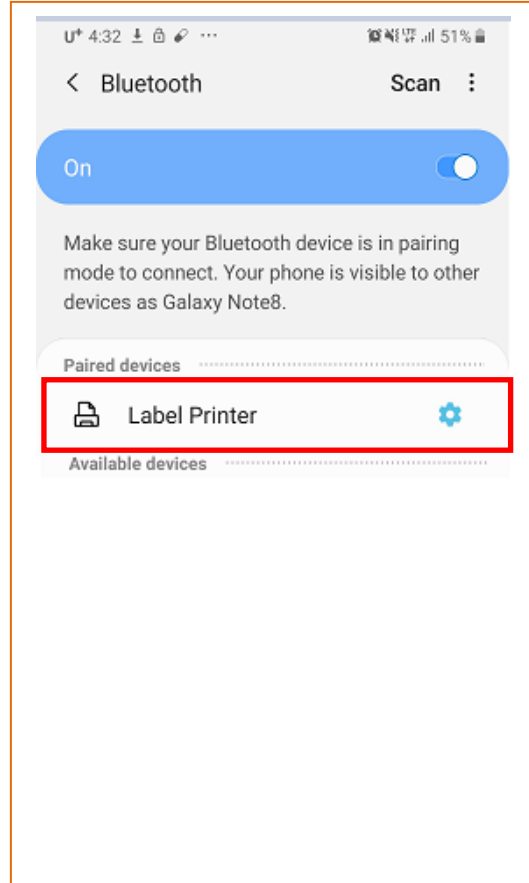 U+ 4:32 51%
Bluetooth Scan
On
Make sure your Bluetooth device is in pairing
mode to connect. Your phone is visible to other
devices as Galaxy Note8.
Paired devices
Label Printer
Available devices